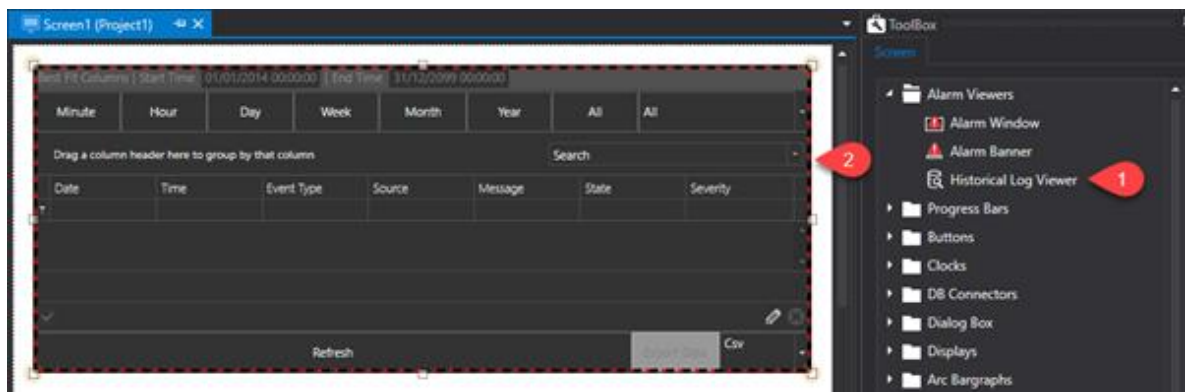 Screen1 (Project1)
Best Fit Columns | Start Time 01/01/2014 00:00:00 | End Time 31/12/2099 00:00:00
Minute Hour Day Week Month Year All All
Drag a column header here to group by that column Search
Date Time Event Type Source Message State Severity
Refresh Export Data Csv
2
ToolBox
Screen
Alarm Viewers
Alarm Window
Alarm Banner
Historical Log Viewer 1
Progress Bars
Buttons
Clocks
DB Connectors
Dialog Box
Displays
Arc Bargraphs